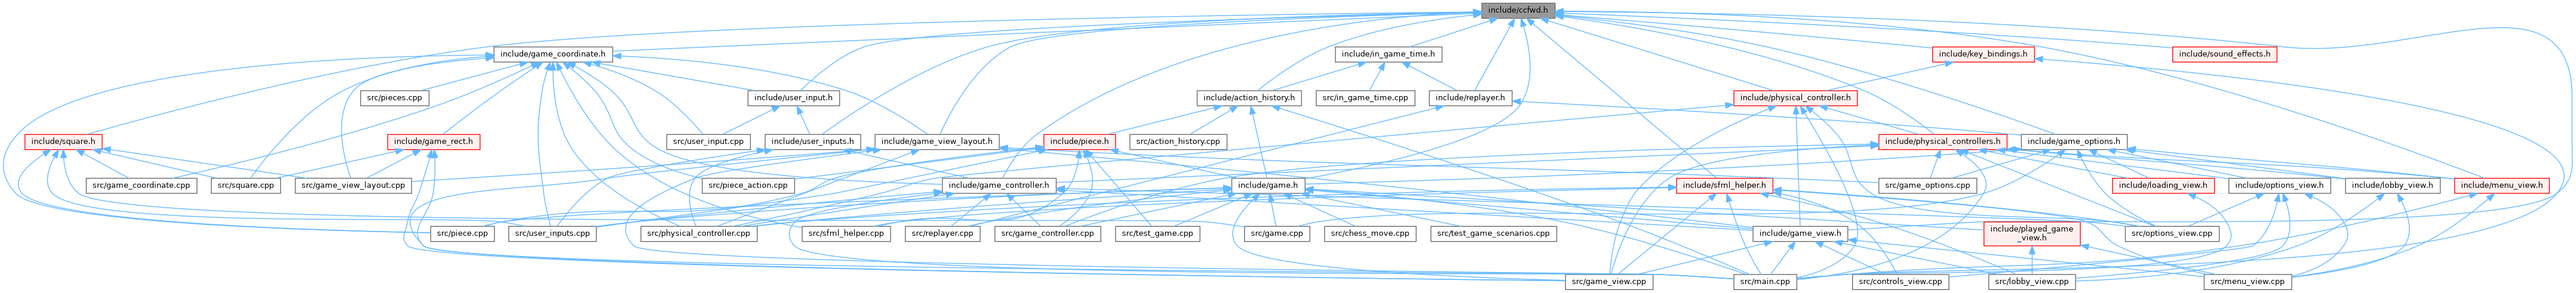 include/ccfwd.h
include/game_coordinate.h
include/in_game_time.h
include/key_bindings.h
include/sound_effects.h
src/pieces.cpp
include/user_input.h
include/action_history.h
src/in_game_time.cpp
include/replayer.h
include/physical_controller.h
include/square.h
include/game_rect.h
src/user_input.cpp
include/user_inputs.h
include/game_view_layout.h
include/piece.h
src/action_history.cpp
include/physical_controllers.h
include/game_options.h
src/game_coordinate.cpp
src/square.cpp
src/game_view_layout.cpp
src/piece_action.cpp
include/game_controller.h
include/game.h
include/sfml_helper.h
src/game_options.cpp
include/loading_view.h
include/options_view.h
include/lobby_view.h
include/menu_view.h
src/piece.cpp
src/user_inputs.cpp
src/physical_controller.cpp
src/sfml_helper.cpp
src/replayer.cpp
src/game_controller.cpp
src/test_game.cpp
src/game.cpp
src/chess_move.cpp
src/test_game_scenarios.cpp
include/game_view.h
include/played_game
_view.h
src/options_view.cpp
src/game_view.cpp
src/main.cpp
src/controls_view.cpp
src/lobby_view.cpp
src/menu_view.cpp